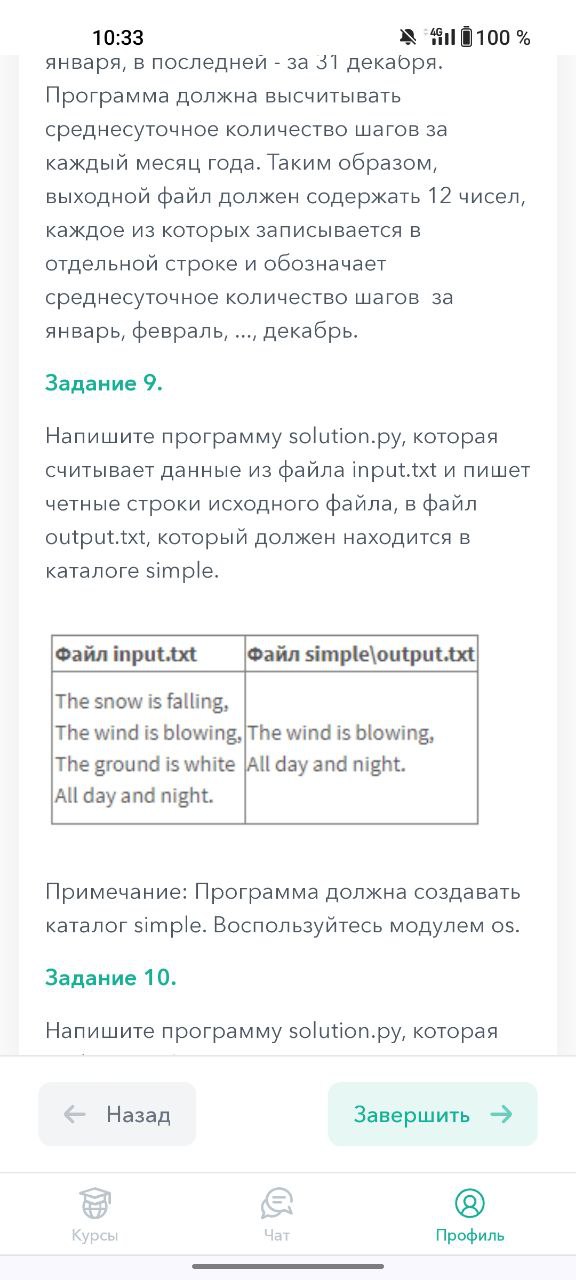 10:33
4G
100 %
января, в последней - за 31 декабря.
Программа должна высчитывать
среднесуточное количество шагов за
каждый месяц года. Таким образом,
выходной файл должен содержать 12 чисел,
каждое из которых записывается в
отдельной строке и обозначает
среднесуточное количество шагов за
январь, февраль, ..., декабрь.
Задание 9.
Напишите программу solution.py, которая
считывает данные из файла input.txt и пишет
четные строки исходного файла, в файл
output.txt, который должен находится в
каталоге simple.
Файл input.txt
Файл simple\output.txt
The snow is falling,
The wind is blowing,
The ground is white
All day and night.
The wind is blowing,
All day and night.
Примечание: Программа должна создавать
каталог simple. Воспользуйтесь модулем os.
Задание 10.
Напишите программу solution.py, которая
Назад
Завершить
Курсы
Чат
Профиль